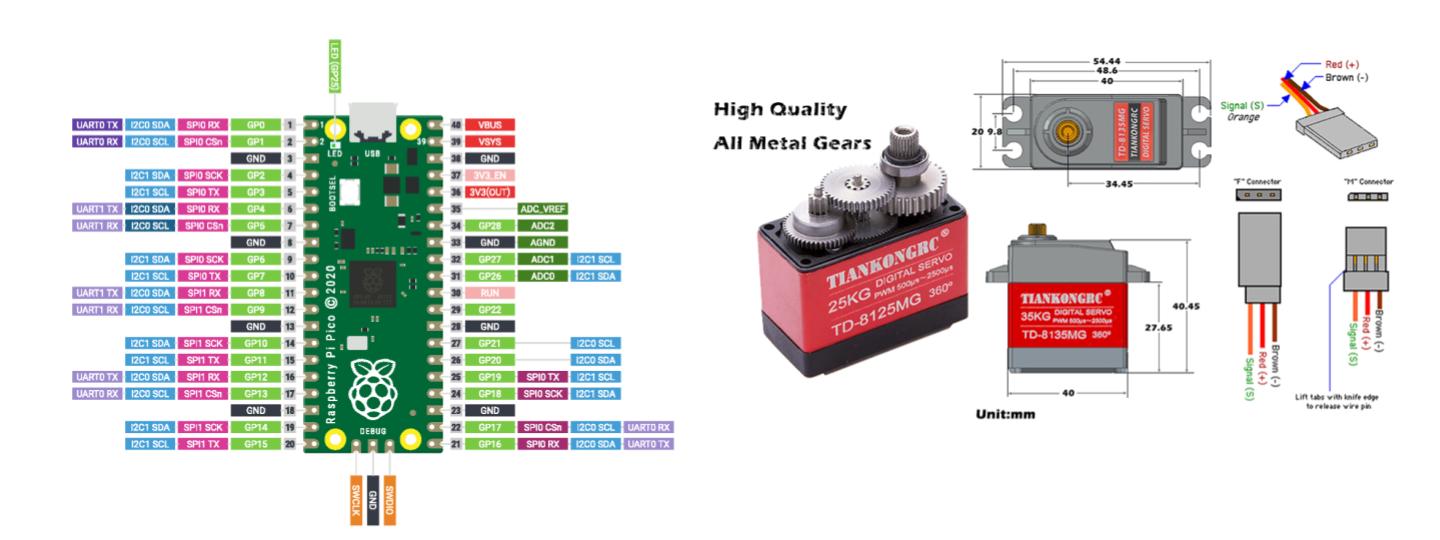 LED (GP25)
UART0 TX I2C0 SDA SPI0 RX GP0 1
UART0 RX I2C0 SCL SPI0 CSn GP1 2
GND 3
I2C1 SDA SPI0 SCK GP2 4
I2C1 SCL SPI0 TX GP3 5
UART1 TX I2C0 SDA SPI0 RX GP4 6
UART1 RX I2C0 SCL SPI0 CSn GP5 7
GND 8
I2C1 SDA SPI0 SCK GP6 9
I2C1 SCL SPI0 TX GP7 10
UART1 TX I2C0 SDA SPI1 RX GP8 11
UART1 RX I2C0 SCL SPI1 CSn GP9 12
GND 13
I2C1 SDA SPI1 SCK GP10 14
I2C1 SCL SPI1 TX GP11 15
UART0 TX I2C0 SDA SPI1 RX GP12 16
UART0 RX I2C0 SCL SPI1 CSn GP13 17
GND 18
I2C1 SDA SPI1 SCK GP14 19
I2C1 SCL SPI1 TX GP15 20
1
2
39
LED
USB
BOOTSEL
Raspberry Pi Pico © 2020
DEBUG
40 VBUS
39 VSYS
38 GND
37 3V3_EN
36 3V3(OUT)
35 ADC_VREF
34 GP28 ADC2
33 GND AGND
32 GP27 ADC1 I2C1 SCL
31 GP26 ADC0 I2C1 SDA
30 RUN
29 GP22
28 GND
27 GP21 I2C0 SCL
26 GP20 I2C0 SDA
25 GP19 SPI0 TX I2C1 SCL
24 GP18 SPI0 SCK I2C1 SDA
23 GND
22 GP17 SPI0 CSn I2C0 SCL UART0 RX
21 GP16 SPI0 RX I2C0 SDA UART0 TX
SWCLK
GND
SWDIO
High Quality
All Metal Gears
TIANKONGRC
25KG DIGITAL SERVO
PWM 500μs~2500μs 360°
TD-8125MG
54.44
48.6
40
20 9.8
TD-8135MG
TIANKONGRC
DIGITAL SERVO
34.45
TIANKONGRC®
35KG DIGITAL SERVO
PWM 500μs~2500μs
TD-8135MG 360°
40.45
27.65
40
Unit:mm
Red (+)
Brown (-)
Signal (S)
Orange
"F" Connector
"M" Connector
Signal (S)
Red (+)
Brown (-)
Signal (S)
Red (+)
Brown (-)
Lift tabs with knife edge
to release wire pin